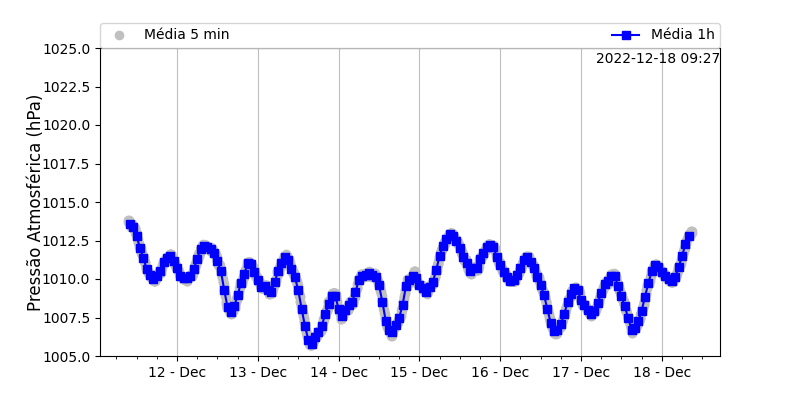 Média 5 min
Média 1h
2022-12-18 09:27
Pressão Atmosférica (hPa)
1025.0
1022.5
1020.0
1017.5
1015.0
1012.5
1010.0
1007.5
1005.0
12 - Dec
13 - Dec
14 - Dec
15 - Dec
16 - Dec
17 - Dec
18 - Dec